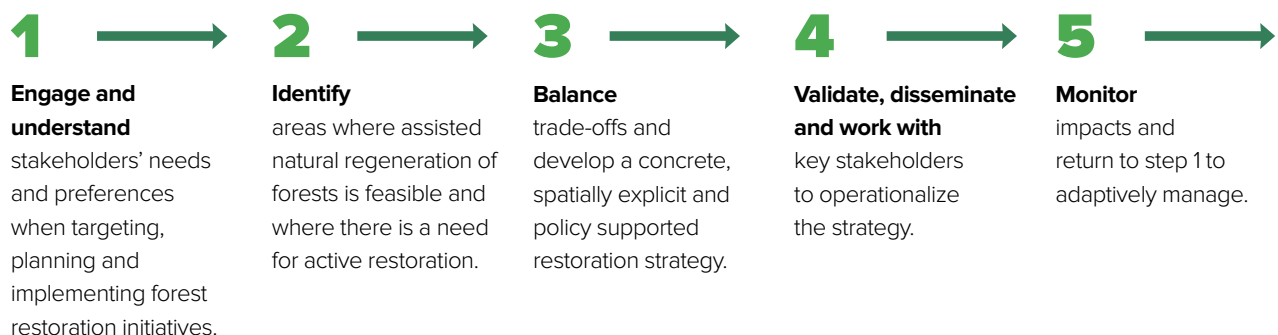 1
Engage and
understand
stakeholders’ needs
and preferences
when targeting,
planning and
implementing forest
restoration initiatives.
2
Identify
areas where assisted
natural regeneration of
forests is feasible and
where there is a need
for active restoration.
3
Balance
trade-offs and
develop a concrete,
spatially explicit and
policy supported
restoration strategy.
4
Validate, disseminate
and work with
key stakeholders
to operationalize
the strategy.
5
Monitor
impacts and
return to step 1 to
adaptively manage.